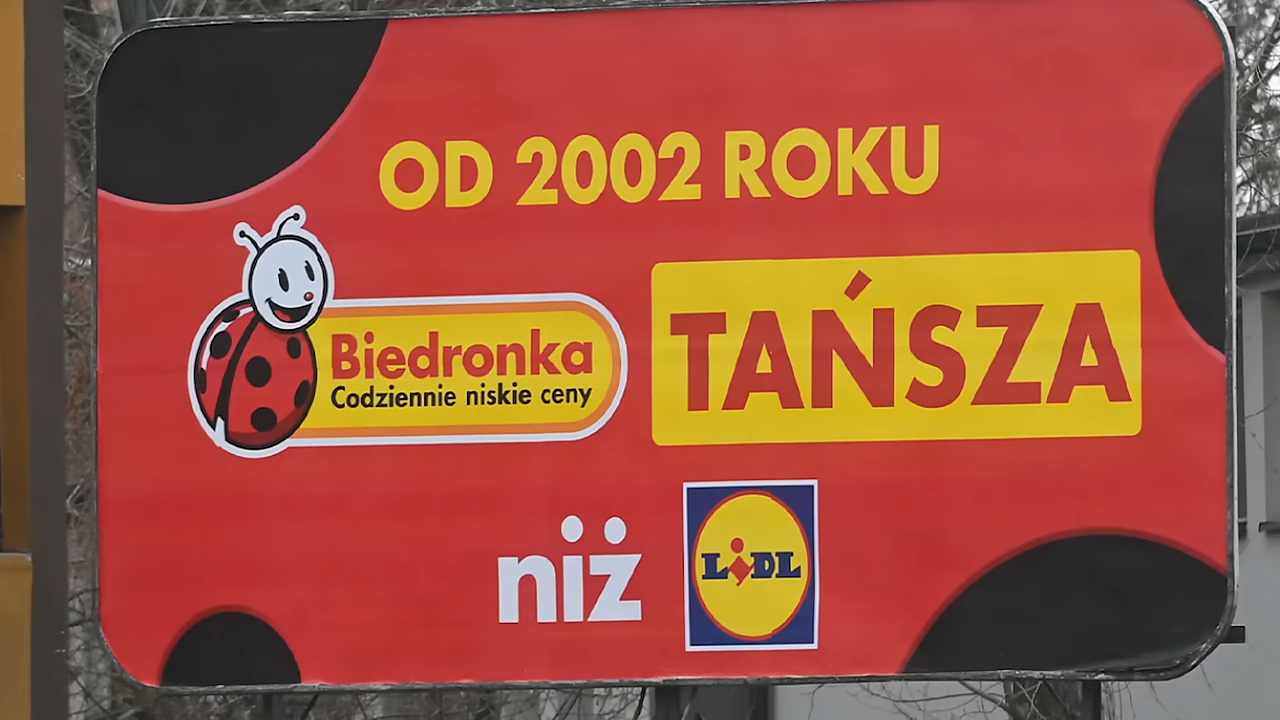 OD 2002 ROKU
Biedronka
Codziennie niskie ceny
TAŃSZA
niż
LIDL